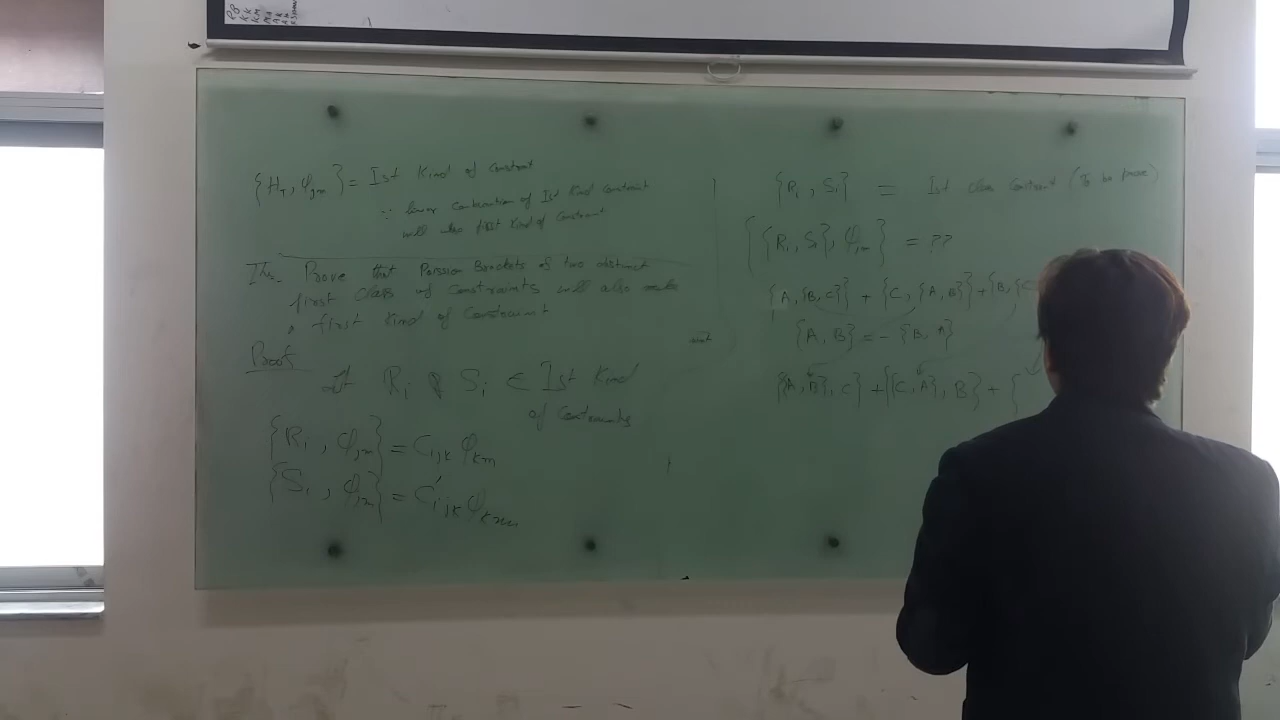 {H_T, φ_jm} = Ist Kind of Constraint
∵ linear combination of Ist Kind Constraint
will also first Kind of Constraint
Prove that Poission Brackets of two distinct
first class of Constraints will also make
a first Kind of Constraint
Proof
let R_i & S_i ∈ Ist Kind
of Constraints
{R_i, φ_jm} = C_ijk φ_km
{S_i, φ_jm} = C'_ijk φ_km
{R_i, S_i} = Ist class Constraint (To be prove)
{{R_i, S_i}, φ_jm} = ??
{A, {B, C}} + {C, {A, B}} + {B, {C
{A, B} = - {B, A}
{{A, B}, C} + {{C, A}, B} + {